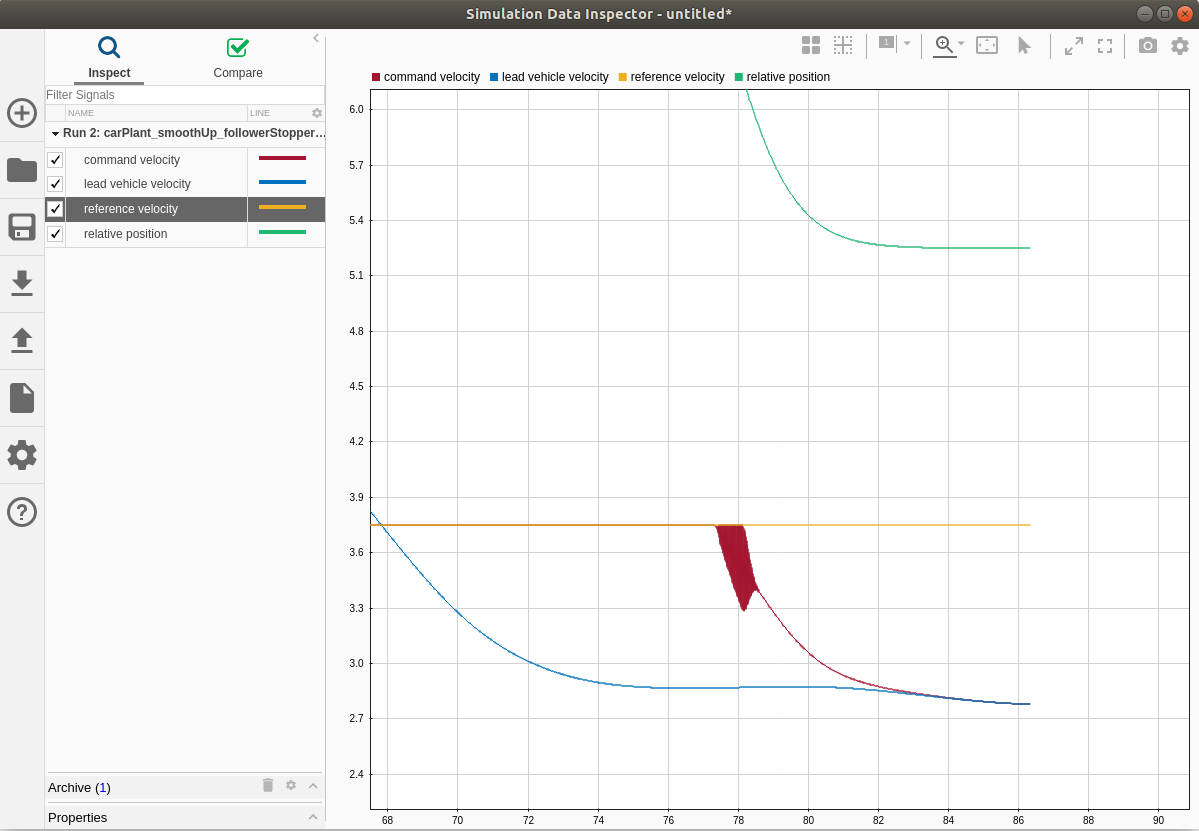 Simulation Data Inspector - untitled*
Inspect
Compare
Filter Signals
NAME
LINE
Run 2: carPlant_smoothUp_followerStopper...
command velocity
lead vehicle velocity
reference velocity
relative position
Archive (1)
Properties
1
command velocity lead vehicle velocity reference velocity relative position
6.0
5.7
5.4
5.1
4.8
4.5
4.2
3.9
3.6
3.3
3.0
2.7
2.4
68 70 72 74 76 78 80 82 84 86 88 90